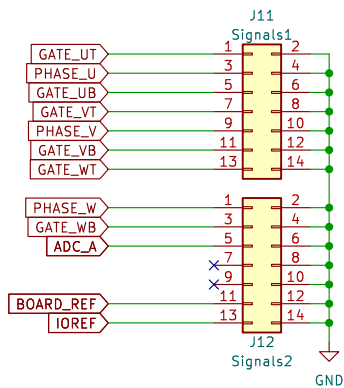 J11
Signals1
GATE_UT 1 2
PHASE_U 3 4
GATE_UB 5 6
GATE_VT 7 8
PHASE_V 9 10
GATE_VB 11 12
GATE_WT 13 14
PHASE_W 1 2
GATE_WB 3 4
ADC_A 5 6
7 8
9 10
BOARD_REF 11 12
IOREF 13 14
J12
Signals2
GND